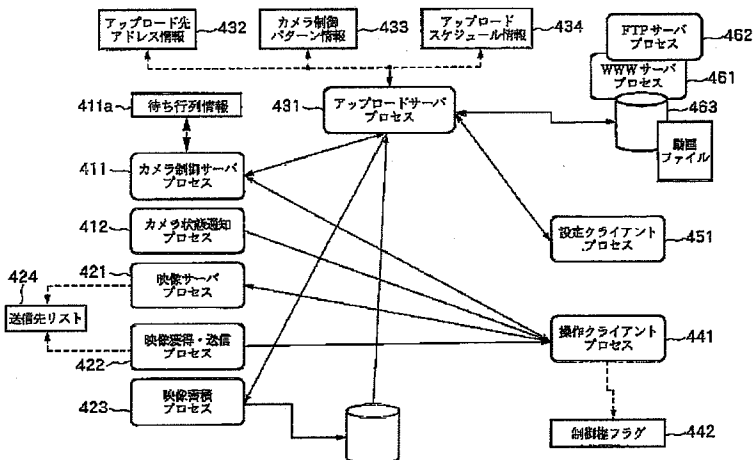 アップロード先
アドレス情報
432
カメラ制御
パターン情報
433
アップロード
スケジュール情報
434
FTPサーバ
プロセス
462
WWWサーバ
プロセス
461
463
動画
ファイル
411a
待ち行列情報
431
アップロードサーバ
プロセス
411
カメラ制御サーバ
プロセス
412
カメラ状態通知
プロセス
設定クライアント
プロセス
451
424
421
映像サーバ
プロセス
送信先リスト
422
映像獲得・送信
プロセス
操作クライアント
プロセス
441
423
映像蓄積
プロセス
制御権フラグ
442